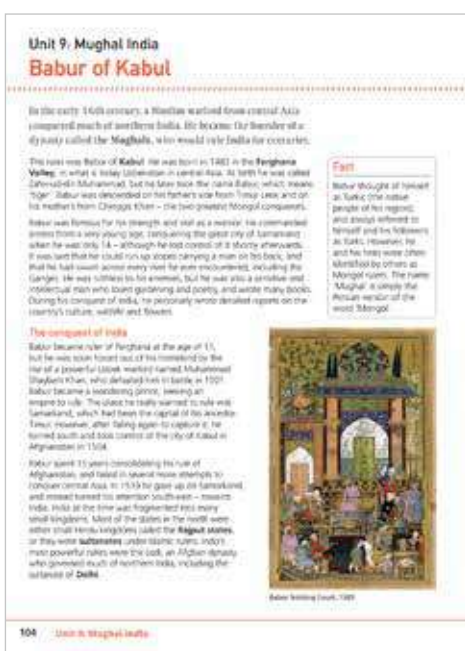 Unit 9: Mughal India
Babur of Kabul
In the early 16th century, a Muslim warlord from central Asia
conquered much of northern India. He became the founder of a
dynasty called the Mughals, who would rule India for centuries.
This ruler was Babur of Kabul. He was born in 1483 in the Ferghana
Valley, in what is today Uzbekistan in central Asia. At birth he was called
Zahiruddin Muhammad, but he later took the name Babur, which means
'tiger'. Babur was descended on his father's side from Timur Leng and on
his mother's from Chinggis Khan – the two greatest Mongol conquerors.
Babur was famous for his strength and skill as a warrior. He commanded
armies from a very young age, conquering the great city of Samarkand
when he was only 14 – although he lost control of it shortly afterwards.
It was said that he could run up slopes carrying a man on his back, and
that he had swum across every river he ever encountered, including the
Ganges. He was ruthless to his enemies, but he was also a sensitive and
intellectual man who loved gardening and poetry, and wrote many books.
During his conquest of India, he personally wrote detailed reports on the
country's culture, wildlife and flowers.
Fact
Babur thought of himself
as Turkic (the native
people of his region),
and always referred to
himself and his followers
as Turks. However, he
and his heirs were often
identified by others as
Mongol rulers. The name
'Mughal' is simply the
Persian version of the
word 'Mongol'.
The conquest of India
Babur became ruler of Ferghana at the age of 11,
but he was soon forced out of his homeland by the
rise of a powerful Uzbek warlord named Muhammad
Shaybani Khan, who defeated him in battle in 1501.
Babur became a wandering prince, seeking an
empire to rule. The place he really wanted to rule was
Samarkand, which had been the capital of his ancestor
Timur. However, after failing again to capture it, he
turned south and took control of the city of Kabul in
Afghanistan in 1504.
Babur spent 15 years consolidating his rule of
Afghanistan, and failed in several more attempts to
conquer central Asia. In 1519 he gave up on Samarkand,
and instead turned his attention south-east – towards
India. India at the time was fragmented into many
small kingdoms. Most of the states in the north were
either small Hindu kingdoms called the Rajput states,
or they were sultanates under Islamic rulers. India's
most powerful rulers were the Lodi, an Afghan dynasty
who governed much of northern India, including the
sultanate of Delhi.
Babur holding Court, 1589
104 Unit 9: Mughal India